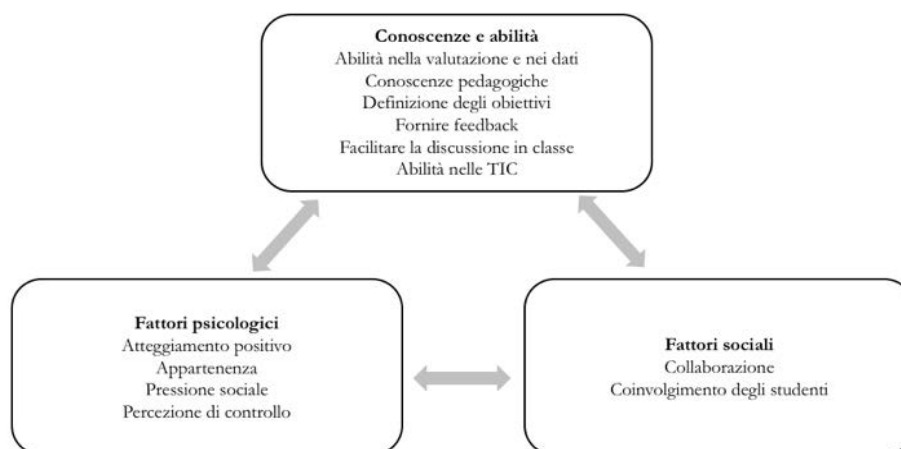 Conoscenze e abilità
Abilità nella valutazione e nei dati
Conoscenze pedagogiche
Definizione degli obiettivi
Fornire feedback
Facilitare la discussione in classe
Abilità nelle TIC
Fattori psicologici
Atteggiamento positivo
Appartenenza
Pressione sociale
Percezione di controllo
Fattori sociali
Collaborazione
Coinvolgimento degli studenti